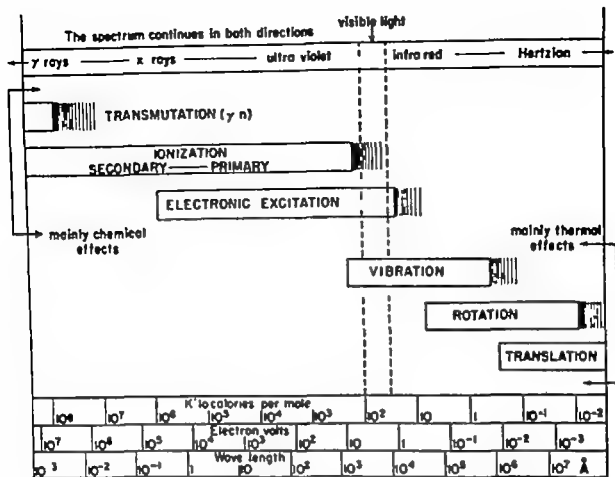 visible light
The spectrum continues in both directions
γ rays x rays ultra violet infra red Hertzian
TRANSMUTATION (γ n)
IONIZATION
SECONDARY PRIMARY
ELECTRONIC EXCITATION
mainly chemical
effects
mainly thermal
effects
VIBRATION
ROTATION
TRANSLATION
K'localories per mole
10⁸ 10⁷ 10⁶ 10⁵ 10⁴ 10³ 10² 10 1 10⁻¹ 10⁻²
Electron volts
10⁷ 10⁶ 10⁵ 10⁴ 10³ 10² 10 1 10⁻¹ 10⁻² 10⁻³
Wave length
10⁻³ 10⁻² 10⁻¹ 1 10 10² 10³ 10⁴ 10⁵ 10⁶ 10⁷ Å